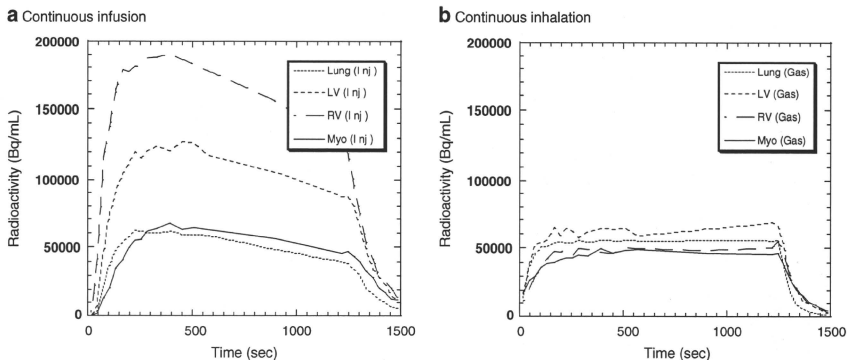 a Continuous infusion
200000
150000
100000
50000
0
Radioactivity (Bq/mL)
Lung (I nj )
LV (I nj )
RV (I nj )
Myo (I nj )
0 500 1000 1500
Time (sec)
b Continuous inhalation
200000
150000
100000
50000
0
Radioactivity (Bq/mL)
Lung (Gas)
LV (Gas)
RV (Gas)
Myo (Gas)
0 500 1000 1500
Time (sec)